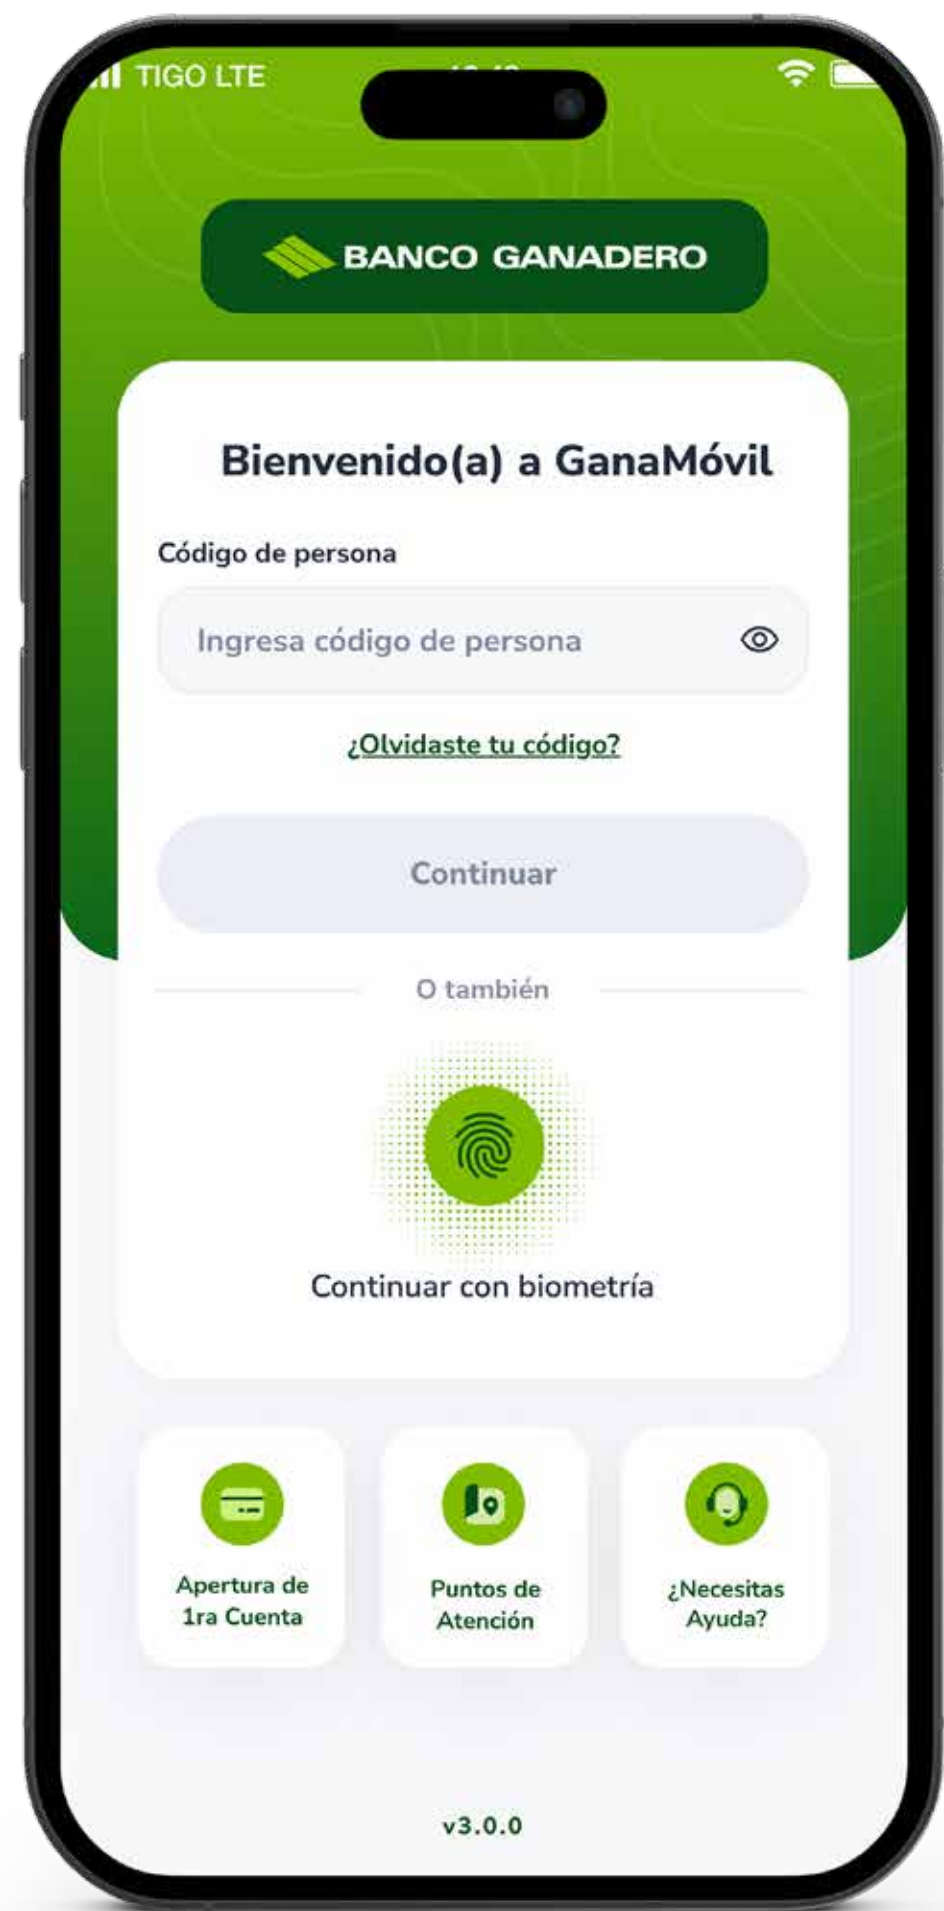 TIGO LTE
BANCO GANADERO
Bienvenido(a) a GanaMóvil
Código de persona
Ingresa código de persona
¿Olvidaste tu código?
Continuar
O también
Continuar con biometría
Apertura de
1ra Cuenta
Puntos de
Atención
¿Necesitas
Ayuda?
v3.0.0